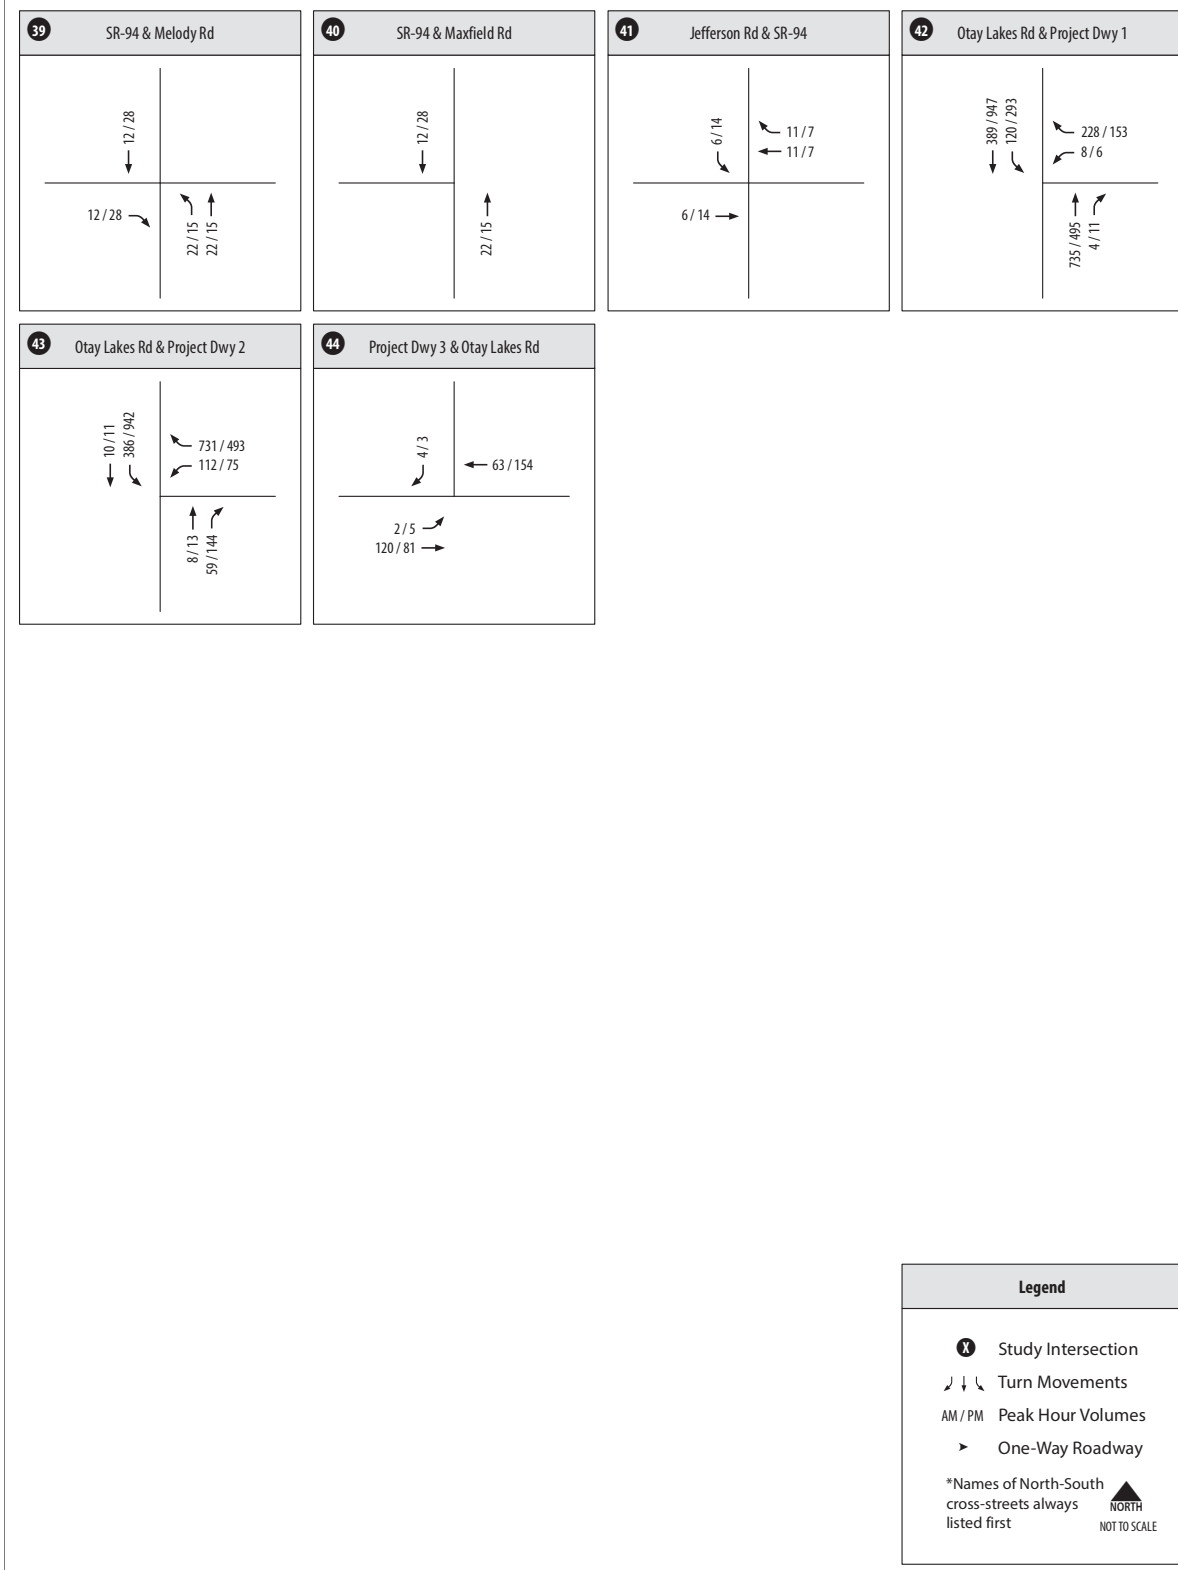 39 SR-94 & Melody Rd
12 / 28
12 / 28
22 / 15
22 / 15
40 SR-94 & Maxfield Rd
12 / 28
22 / 15
41 Jefferson Rd & SR-94
6 / 14
11 / 7
11 / 7
6 / 14
42 Otay Lakes Rd & Project Dwy 1
389 / 947
120 / 293
228 / 153
8 / 6
735 / 495
4 / 11
43 Otay Lakes Rd & Project Dwy 2
10 / 11
386 / 942
731 / 493
112 / 75
8 / 13
59 / 144
44 Project Dwy 3 & Otay Lakes Rd
4 / 3
63 / 154
2 / 5
120 / 81
Legend
X Study Intersection
Turn Movements
AM / PM Peak Hour Volumes
One-Way Roadway
*Names of North-South
cross-streets always
listed first
NORTH
NOT TO SCALE